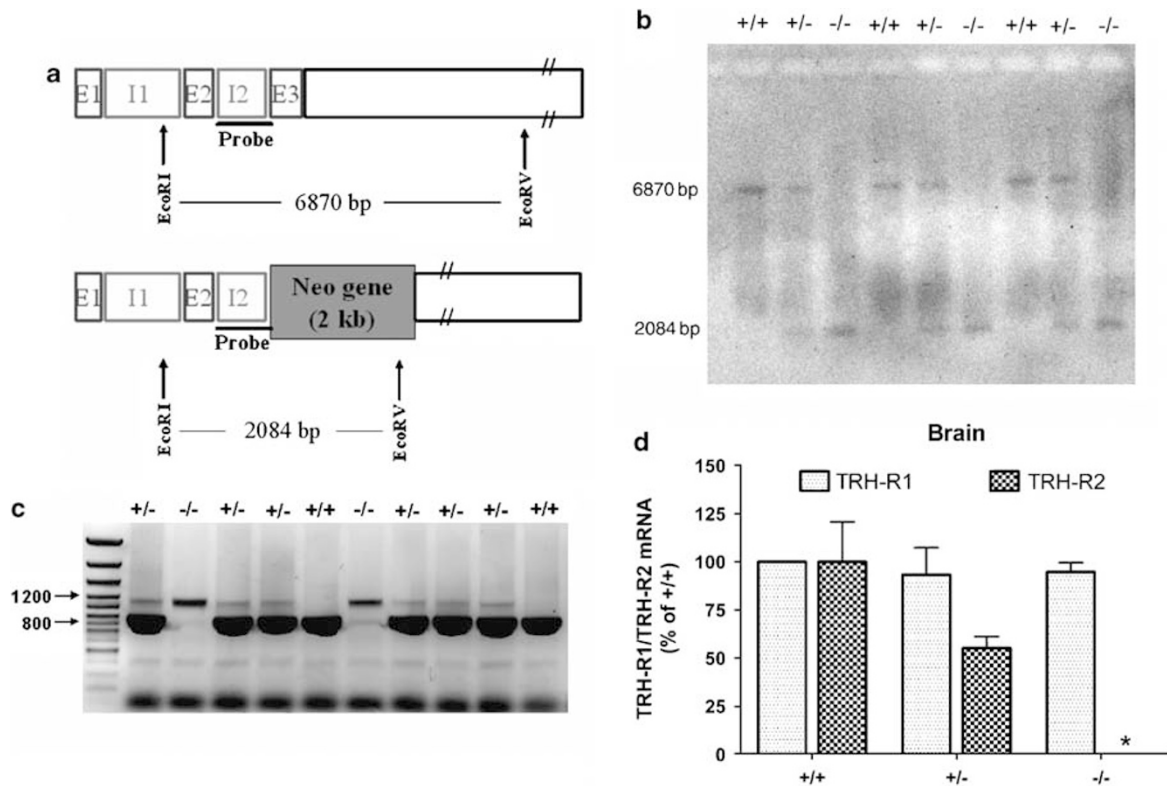 a
E1 I1 E2 I2 E3 //
Probe
EcoRI EcoRV
6870 bp
E1 I1 E2 I2 Neo gene (2 kb) //
Probe
EcoRI EcoRV
2084 bp
b
+/+ +/- -/- +/+ +/- -/- +/+ +/- -/-
6870 bp
2084 bp
c
+/- -/- +/- +/- +/+ -/- +/- +/- +/- +/+
1200
800
d
Brain
TRH-R1 TRH-R2
TRH-R1/TRH-R2 mRNA
(% of +/+)
150
125
100
75
50
25
0
*
+/+ +/- -/-